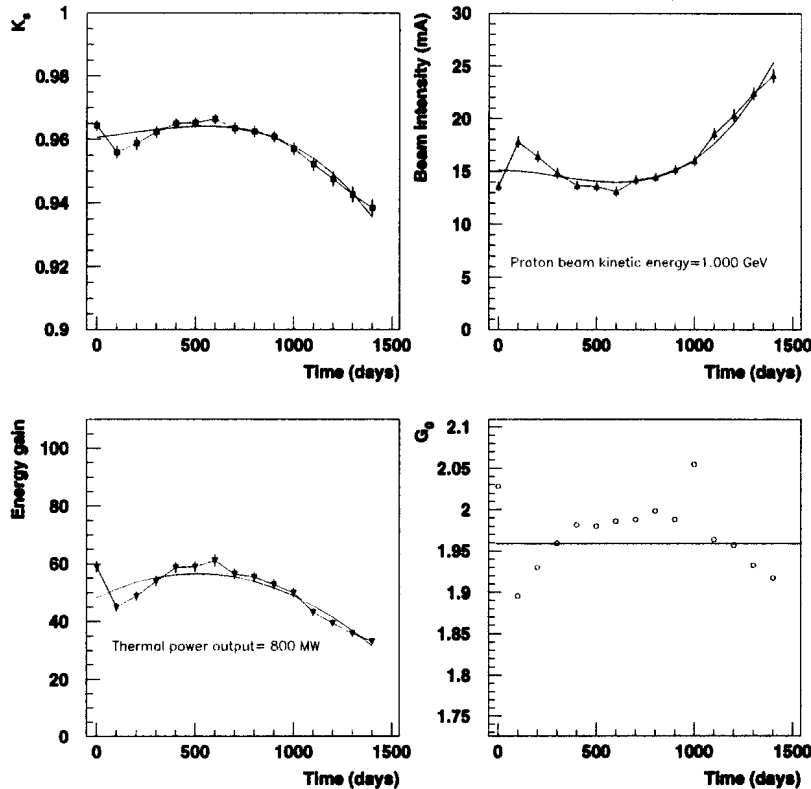 K_s
1
0.98
0.96
0.94
0.92
0.9
0 500 1000 1500
Time (days)
Beam intensity (mA)
30
25
20
15
10
5
0
Proton beam kinetic energy=1.000 GeV
0 500 1000 1500
Time (days)
Energy gain
100
80
60
40
20
0
Thermal power output= 800 MW
0 500 1000 1500
Time (days)
G_0
2.1
2.05
2
1.95
1.9
1.85
1.8
1.75
0 500 1000 1500
Time (days)